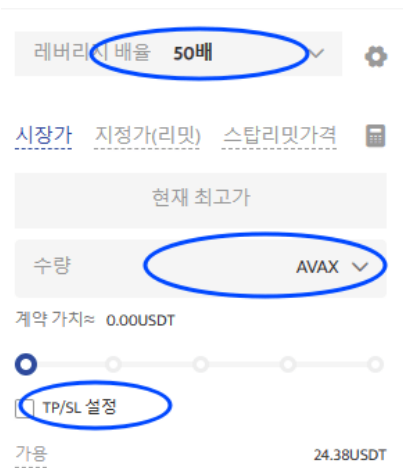 레버리지 배율 50배
시장가 지정가(리밋) 스탑리밋가격
현재 최고가
수량 AVAX
계약 가치≈ 0.00USDT
TP/SL 설정
가용 24.38USDT